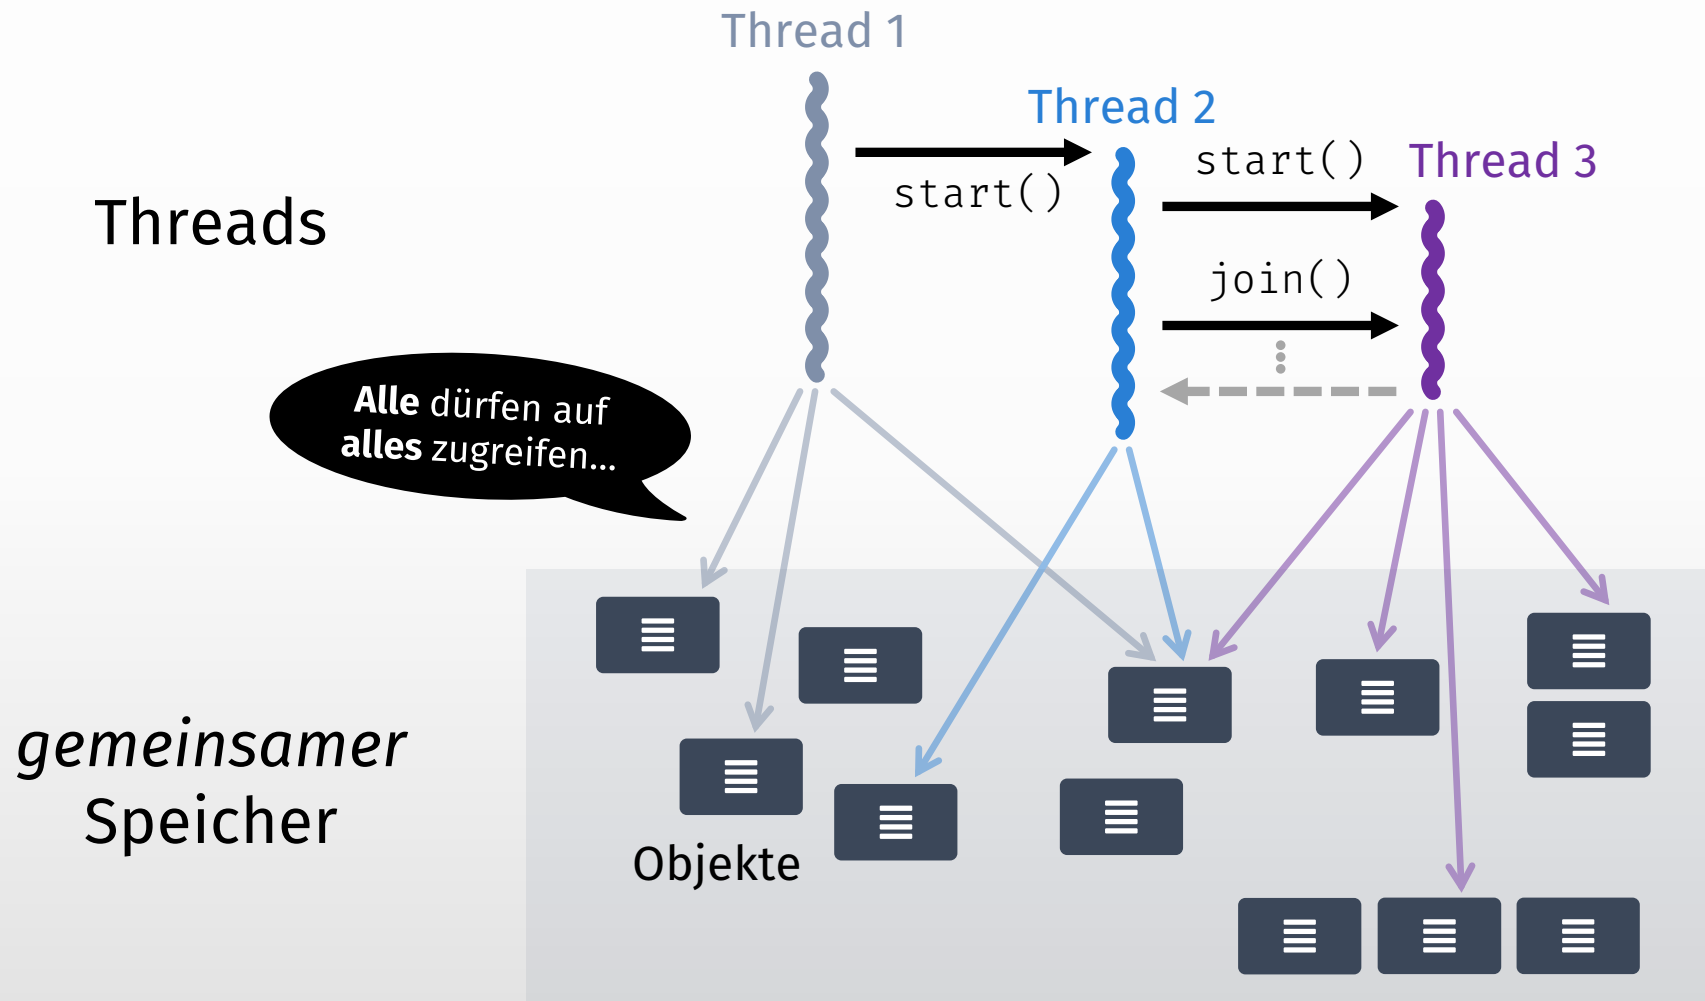 Thread 1
Thread 2
start()
Thread 3
start()
Threads
join()
Alle dürfen auf
alles zugreifen...
gemeinsamer
Speicher
Objekte